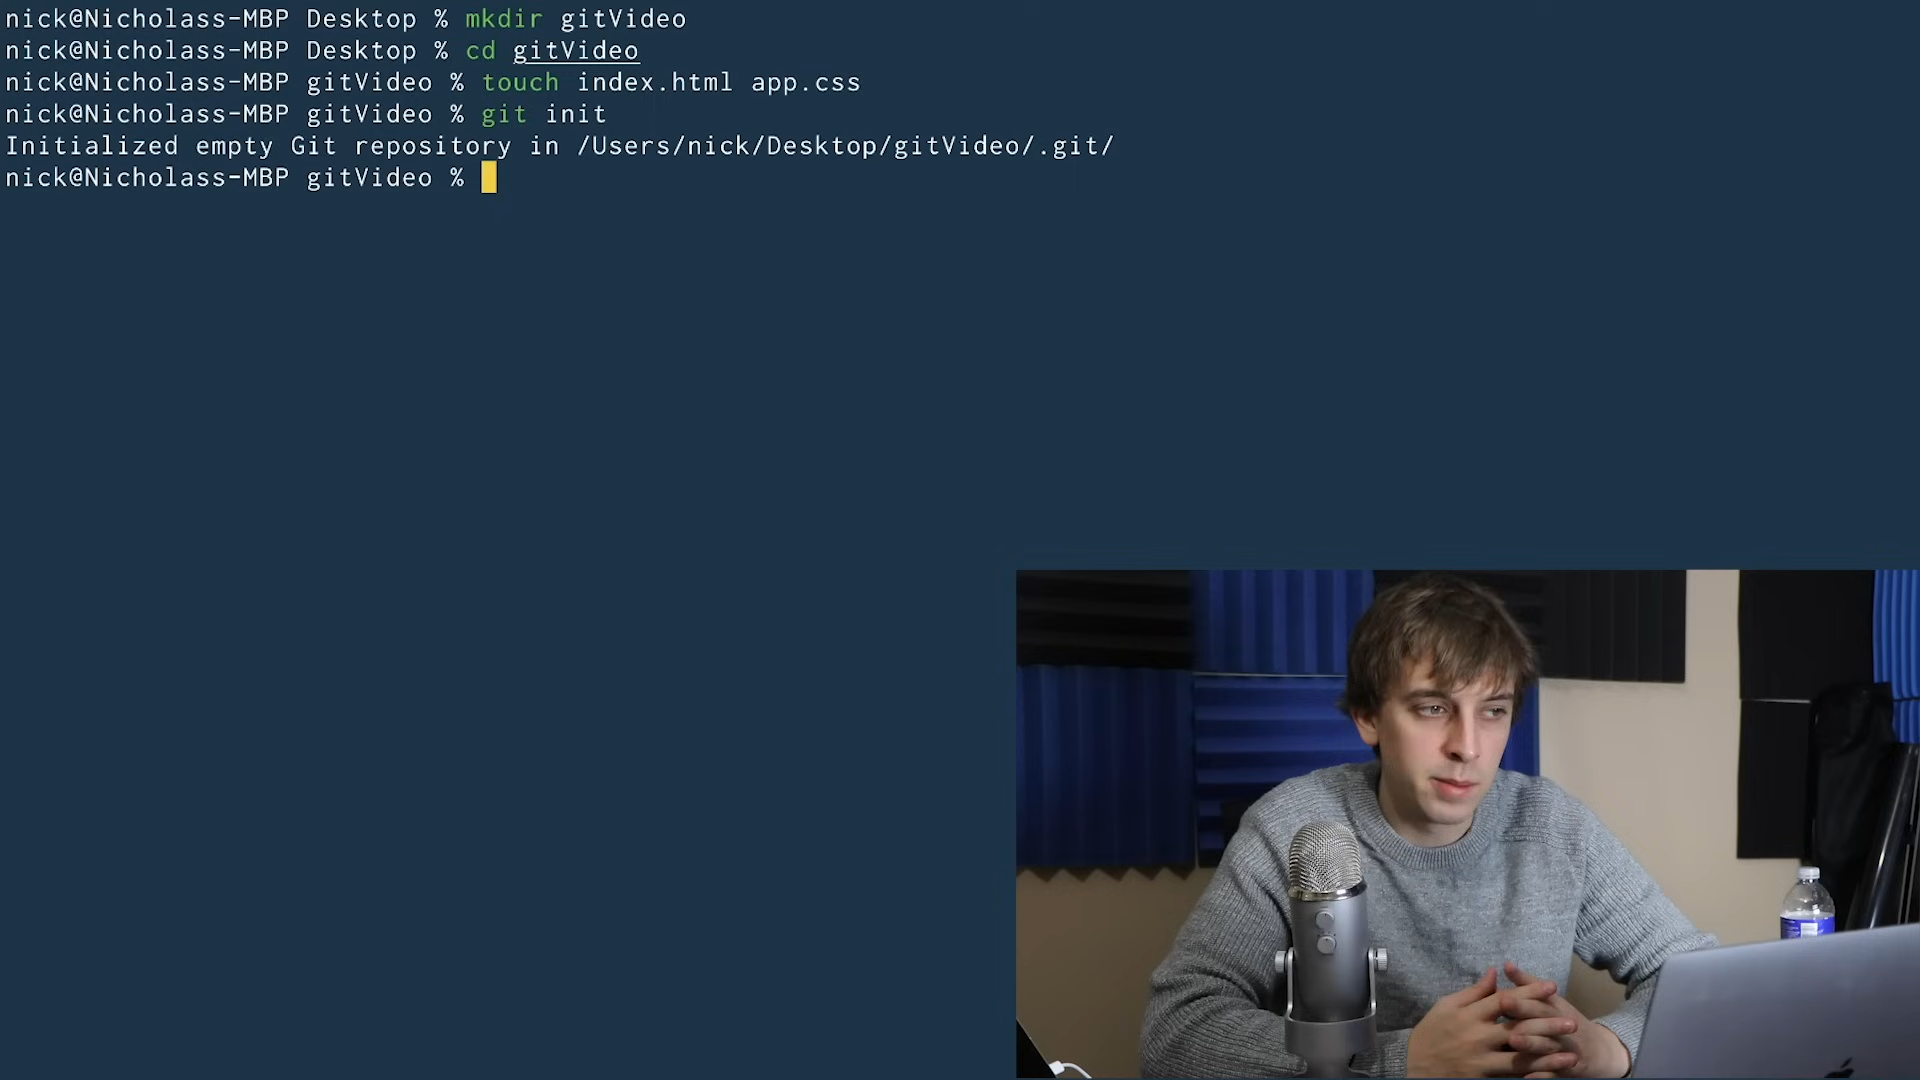 nick@Nicholass-MBP Desktop % mkdir gitVideo
nick@Nicholass-MBP Desktop % cd gitVideo
nick@Nicholass-MBP gitVideo % touch index.html app.css
nick@Nicholass-MBP gitVideo % git init
Initialized empty Git repository in /Users/nick/Desktop/gitVideo/.git/
nick@Nicholass-MBP gitVideo %